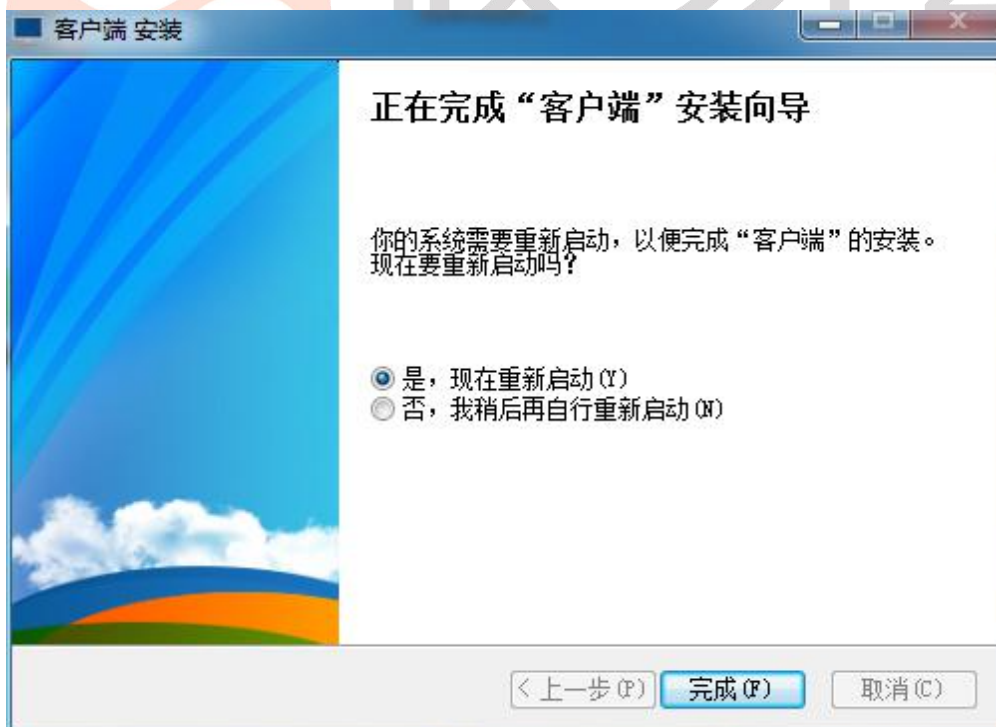 客户端 安装
正在完成“客户端”安装向导
你的系统需要重新启动，以便完成“客户端”的安装。
现在要重新启动吗？
是，现在重新启动(Y)
否，我稍后再自行重新启动(N)
< 上一步(P)
完成(F)
取消(C)